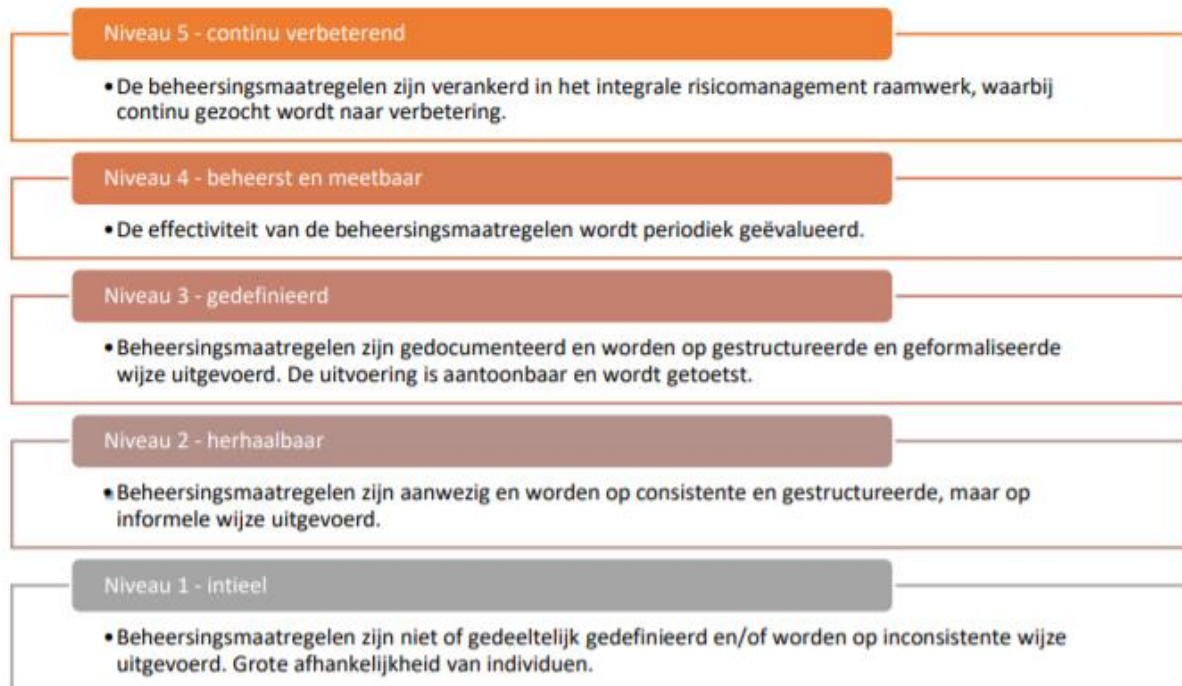 Niveau 5 - continu verbeterend
•De beheersingsmaatregelen zijn verankerd in het integrale risicomanagement raamwerk, waarbij
continu gezocht wordt naar verbetering.
Niveau 4 - beheerst en meetbaar
•De effectiviteit van de beheersingsmaatregelen wordt periodiek geëvalueerd.
Niveau 3 - gedefinieerd
•Beheersingsmaatregelen zijn gedocumenteerd en worden op gestructureerde en geformaliseerde
wijze uitgevoerd. De uitvoering is aantoonbaar en wordt getoetst.
Niveau 2 - herhaalbaar
•Beheersingsmaatregelen zijn aanwezig en worden op consistente en gestructureerde, maar op
informele wijze uitgevoerd.
Niveau 1 - intieel
•Beheersingsmaatregelen zijn niet of gedeeltelijk gedefinieerd en/of worden op inconsistente wijze
uitgevoerd. Grote afhankelijkheid van individuen.